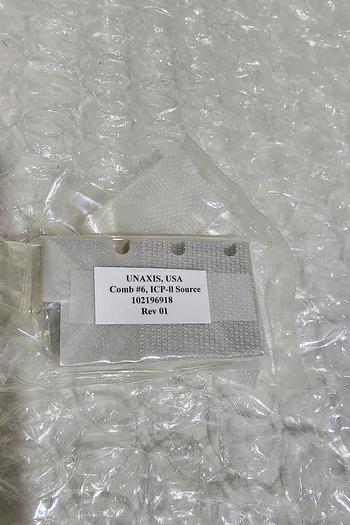 UNAXIS, USA
Comb #6, ICP-ll Source
102196918
Rev 01